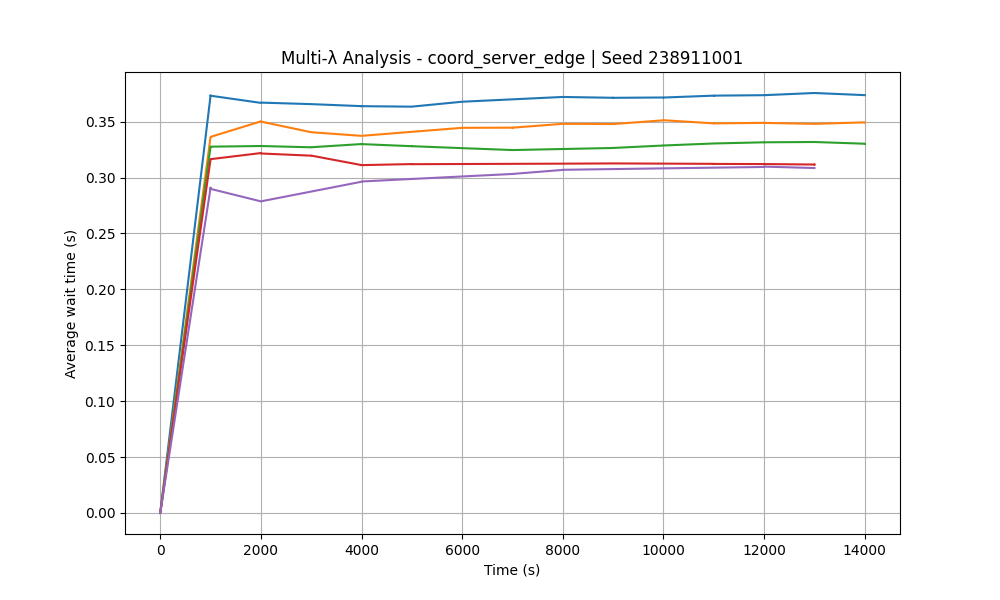 Multi-λ Analysis - coord_server_edge | Seed 238911001
Average wait time (s)
0.35
0.30
0.25
0.20
0.15
0.10
0.05
0.00
0 2000 4000 6000 8000 10000 12000 14000
Time (s)